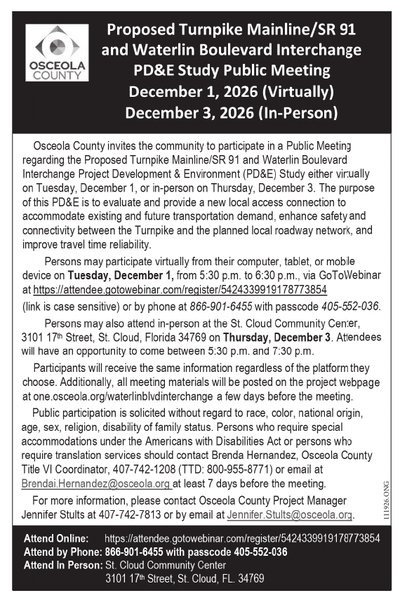 OSCEOLA
COUNTY
Proposed Turnpike Mainline/SR 91
and Waterlin Boulevard Interchange
PD&E Study Public Meeting
December 1, 2026 (Virtually)
December 3, 2026 (In-Person)
Osceola County invites the community to participate in a Public Meeting
regarding the Proposed Turnpike Mainline/SR 91 and Waterlin Boulevard
Interchange Project Development & Environment (PD&E) Study either virtually
on Tuesday, December 1, or in-person on Thursday, December 3. The purpose
of this PD&E is to evaluate and provide a new local access connection to
accommodate existing and future transportation demand, enhance safety and
connectivity between the Turnpike and the planned local roadway network, and
improve travel time reliability.
Persons may participate virtually from their computer, tablet, or mobile
device on Tuesday, December 1, from 5:30 p.m. to 6:30 p.m., via GoToWebinar
at https://attendee.gotowebinar.com/register/5424339919178773854
(link is case sensitive) or by phone at 866-901-6455 with passcode 405-552-036.
Persons may also attend in-person at the St. Cloud Community Center,
3101 17th Street, St. Cloud, Florida 34769 on Thursday, December 3. Attendees
will have an opportunity to come between 5:30 p.m. and 7:30 p.m.
Participants will receive the same information regardless of the platform they
choose. Additionally, all meeting materials will be posted on the project webpage
at one.osceola.org/waterlinblvdinterchange a few days before the meeting.
Public participation is solicited without regard to race, color, national origin,
age, sex, religion, disability of family status. Persons who require special
accommodations under the Americans with Disabilities Act or persons who
require translation services should contact Brenda Hernandez, Osceola County
Title VI Coordinator, 407-742-1208 (TTD: 800-955-8771) or email at
Brendai.Hernandez@osceola.org at least 7 days before the meeting.
For more information, please contact Osceola County Project Manager
Jennifer Stults at 407-742-7813 or by email at Jennifer.Stults@osceola.org.
111926-ONG
Attend Online: https://attendee.gotowebinar.com/register/5424339919178773854
Attend by Phone: 866-901-6455 with passcode 405-552-036
Attend In Person: St. Cloud Community Center
3101 17th Street, St. Cloud, FL. 34769